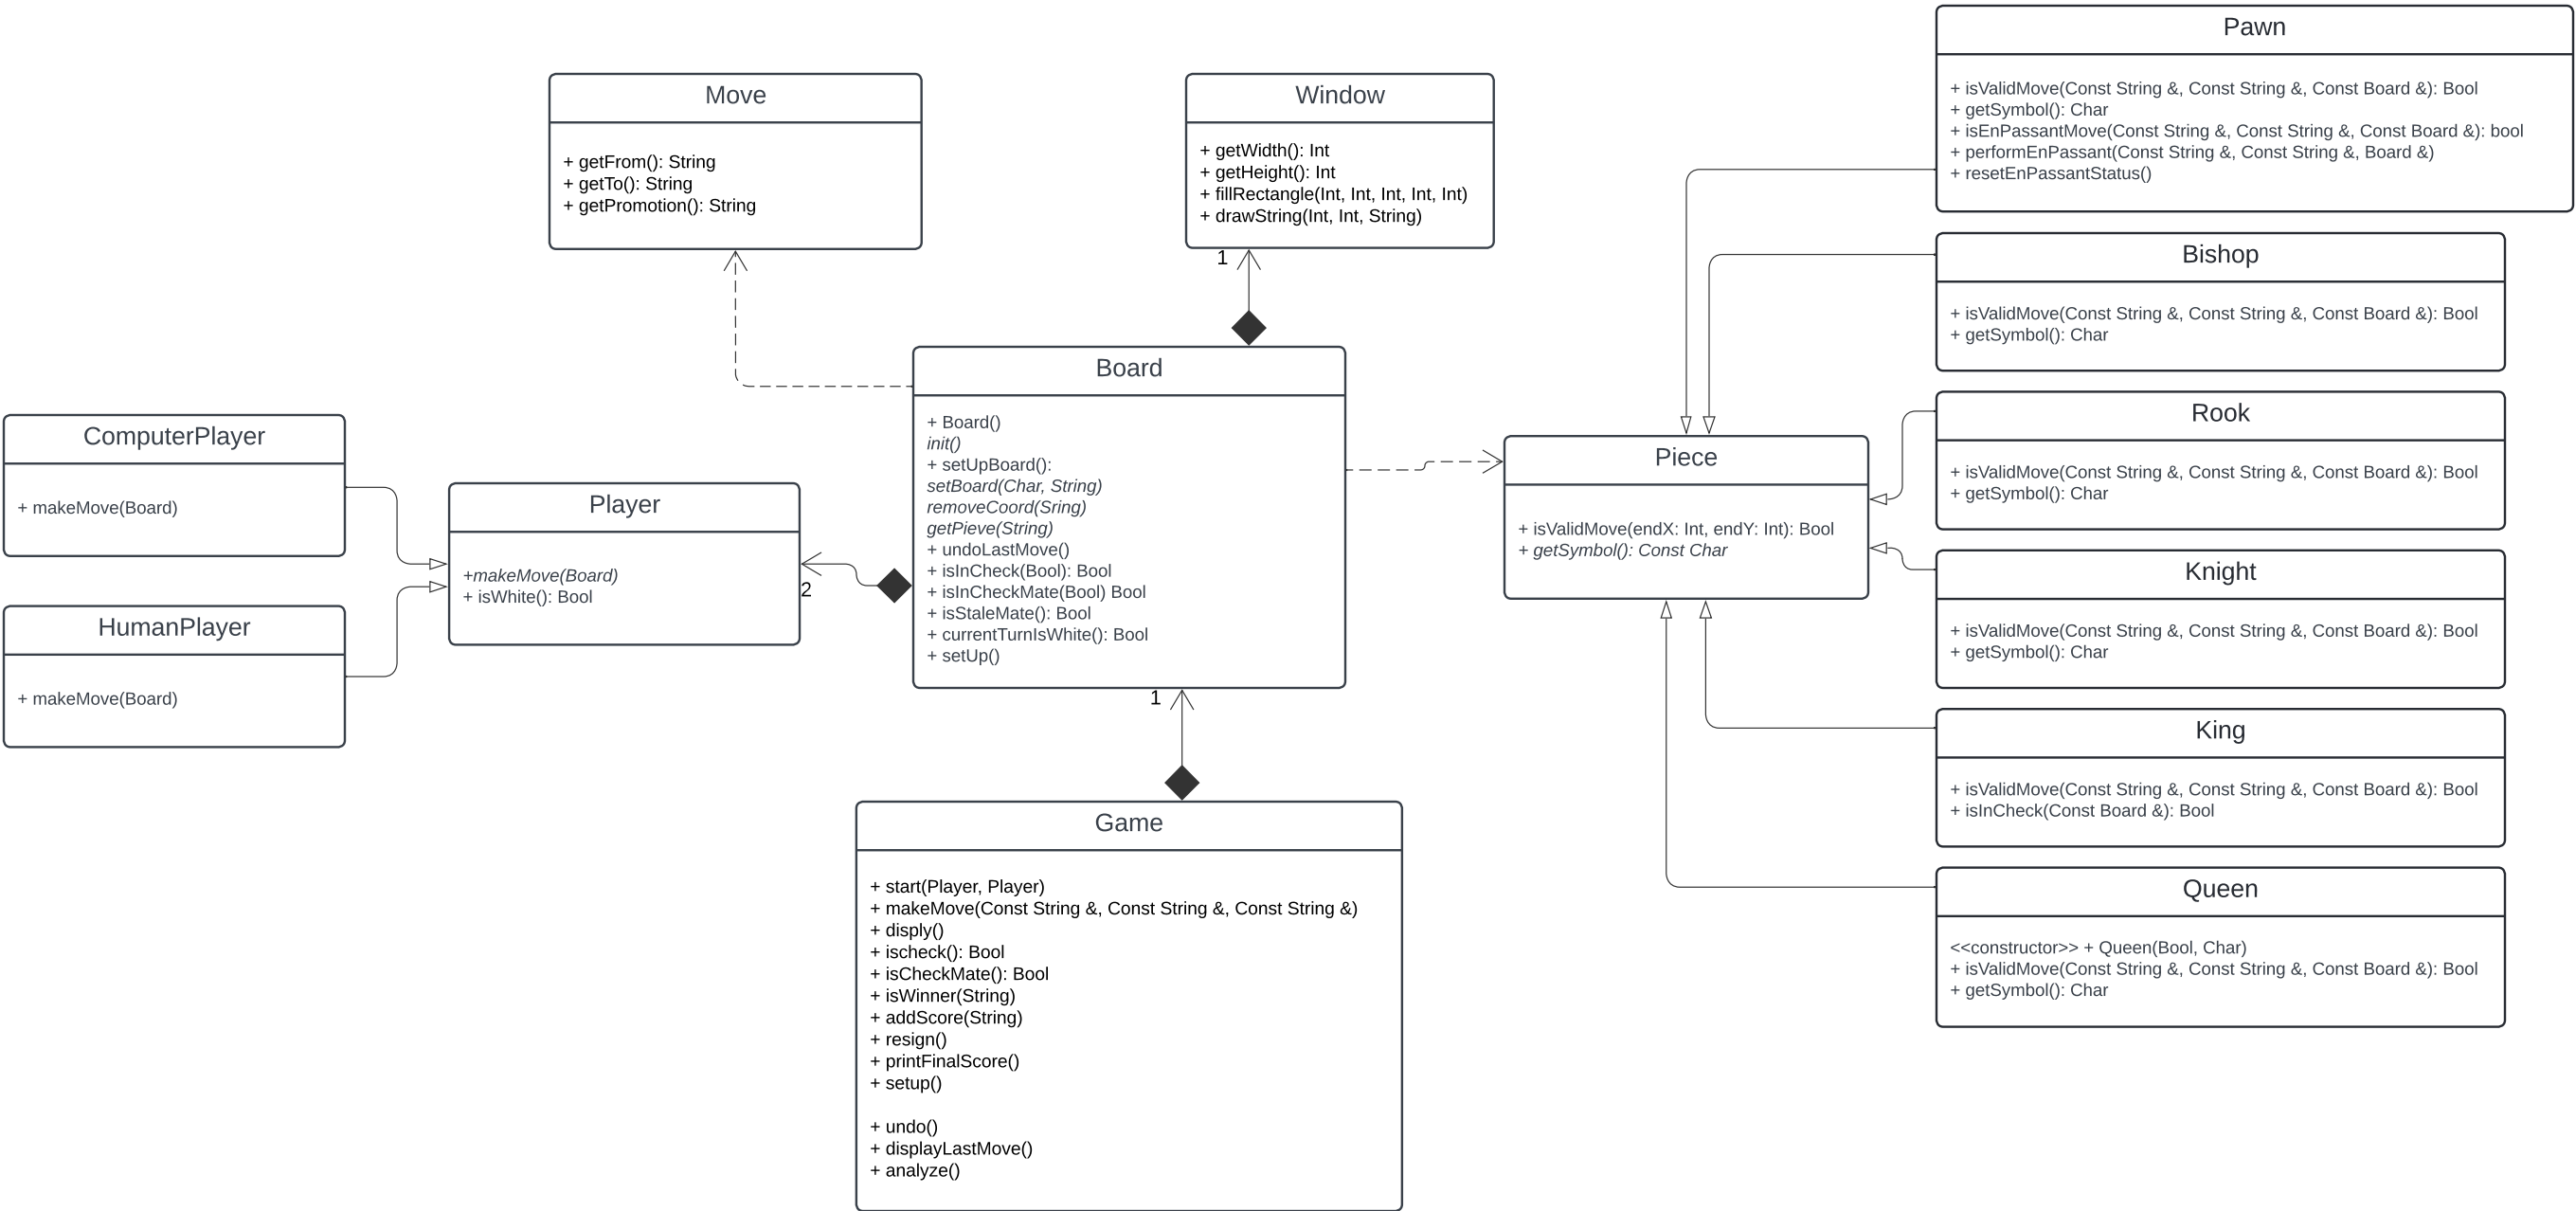 Move
+ getFrom(): String
+ getTo(): String
+ getPromotion(): String
Window
+ getWidth(): Int
+ getHeight(): Int
+ fillRectangle(Int, Int, Int, Int, Int)
+ drawString(Int, Int, String)
1
Pawn
+ isValidMove(Const String &, Const String &, Const Board &): Bool
+ getSymbol(): Char
+ isEnPassantMove(Const String &, Const String &, Const Board &): bool
+ performEnPassant(Const String &, Const String &, Board &)
+ resetEnPassantStatus()
Bishop
+ isValidMove(Const String &, Const String &, Const Board &): Bool
+ getSymbol(): Char
Rook
+ isValidMove(Const String &, Const String &, Const Board &): Bool
+ getSymbol(): Char
Knight
+ isValidMove(Const String &, Const String &, Const Board &): Bool
+ getSymbol(): Char
King
+ isValidMove(Const String &, Const String &, Const Board &): Bool
+ isInCheck(Const Board &): Bool
Queen
<<constructor>> + Queen(Bool, Char)
+ isValidMove(Const String &, Const String &, Const Board &): Bool
+ getSymbol(): Char
Piece
+ isValidMove(endX: Int, endY: Int): Bool
+ getSymbol(): Const Char
Board
+ Board()
init()
+ setUpBoard():
setBoard(Char, String)
removeCoord(Sring)
getPieve(String)
+ undoLastMove()
+ isInCheck(Bool): Bool
+ isInCheckMate(Bool) Bool
+ isStaleMate(): Bool
+ currentTurnIsWhite(): Bool
+ setUp()
1
ComputerPlayer
+ makeMove(Board)
HumanPlayer
+ makeMove(Board)
Player
+makeMove(Board)
+ isWhite(): Bool
2
Game
+ start(Player, Player)
+ makeMove(Const String &, Const String &, Const String &)
+ disply()
+ ischeck(): Bool
+ isCheckMate(): Bool
+ isWinner(String)
+ addScore(String)
+ resign()
+ printFinalScore()
+ setup()
+ undo()
+ displayLastMove()
+ analyze()